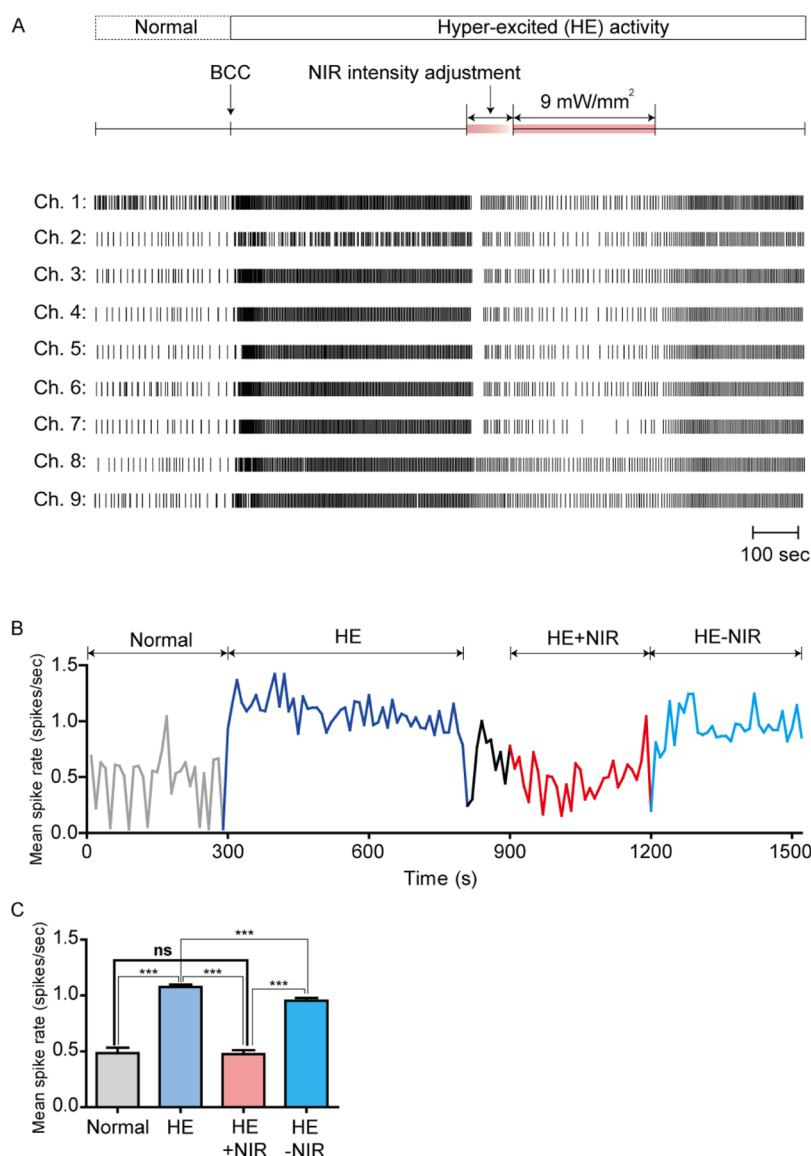 A
Normal
Hyper-excited (HE) activity
BCC
NIR intensity adjustment
9 mW/mm²
Ch. 1:
Ch. 2:
Ch. 3:
Ch. 4:
Ch. 5:
Ch. 6:
Ch. 7:
Ch. 8:
Ch. 9:
100 sec
B
Normal
HE
HE+NIR
HE-NIR
Mean spike rate (spikes/sec)
1.5
1.0
0.5
0.0
0
300
600
900
1200
1500
Time (s)
C
Mean spike rate (spikes/sec)
1.5
1.0
0.5
0.0
ns
***
***
***
***
Normal
HE
HE
+NIR
HE
-NIR